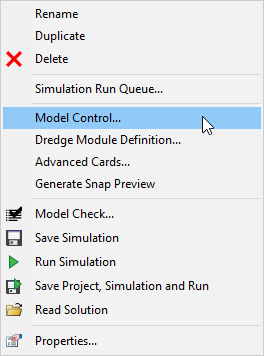 Rename
Duplicate
Delete
Simulation Run Queue...
Model Control...
Dredge Module Definition...
Advanced Cards...
Generate Snap Preview
Model Check...
Save Simulation
Run Simulation
Save Project, Simulation and Run
Read Solution
Properties...